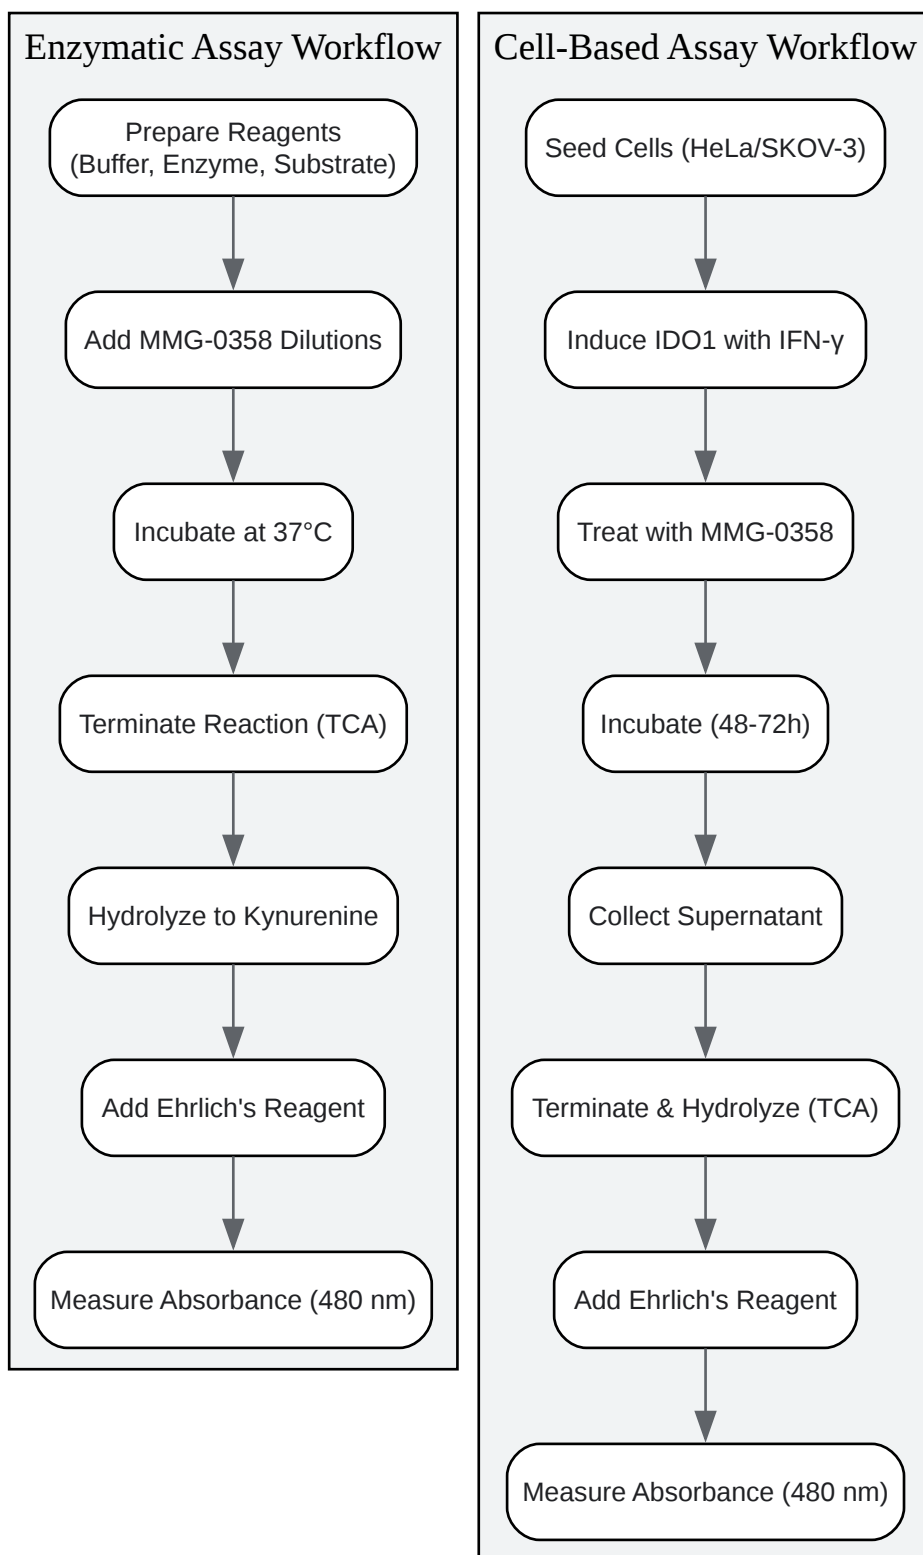 Enzymatic Assay Workflow
Prepare Reagents
(Buffer, Enzyme, Substrate)
Add MMG-0358 Dilutions
Incubate at 37°C
Terminate Reaction (TCA)
Hydrolyze to Kynurenine
Add Ehrlich's Reagent
Measure Absorbance (480 nm)
Cell-Based Assay Workflow
Seed Cells (HeLa/SKOV-3)
Induce IDO1 with IFN-γ
Treat with MMG-0358
Incubate (48-72h)
Collect Supernatant
Terminate & Hydrolyze (TCA)
Add Ehrlich's Reagent
Measure Absorbance (480 nm)